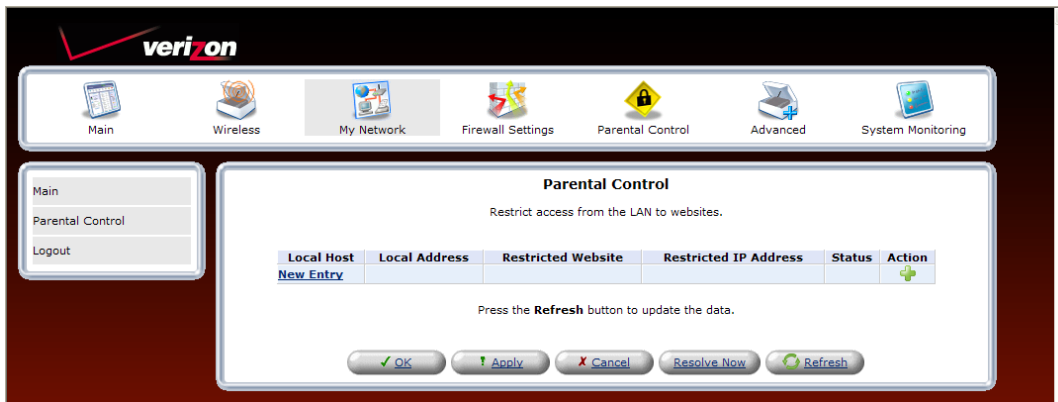 verizon
Main Wireless My Network Firewall Settings Parental Control Advanced System Monitoring
Main
Parental Control
Logout
Parental Control
Restrict access from the LAN to websites.
Local Host Local Address Restricted Website Restricted IP Address Status Action
New Entry
Press the Refresh button to update the data.
OK Apply Cancel Resolve Now Refresh